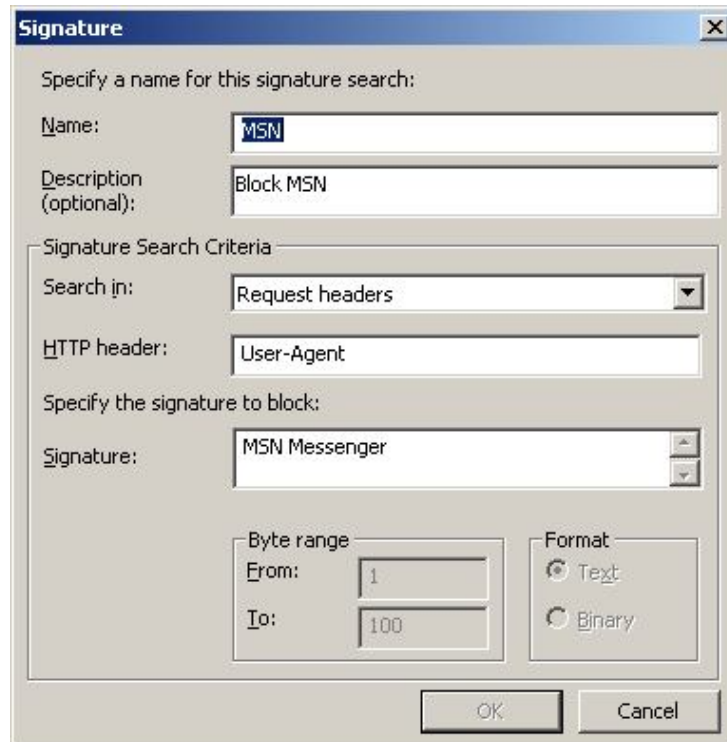 Signature
Specify a name for this signature search:
Name: MSN
Description (optional): Block MSN
Signature Search Criteria
Search in: Request headers
HTTP header: User-Agent
Specify the signature to block:
Signature: MSN Messenger
Byte range
From: 1
To: 100
Format
Text
Binary
OK Cancel